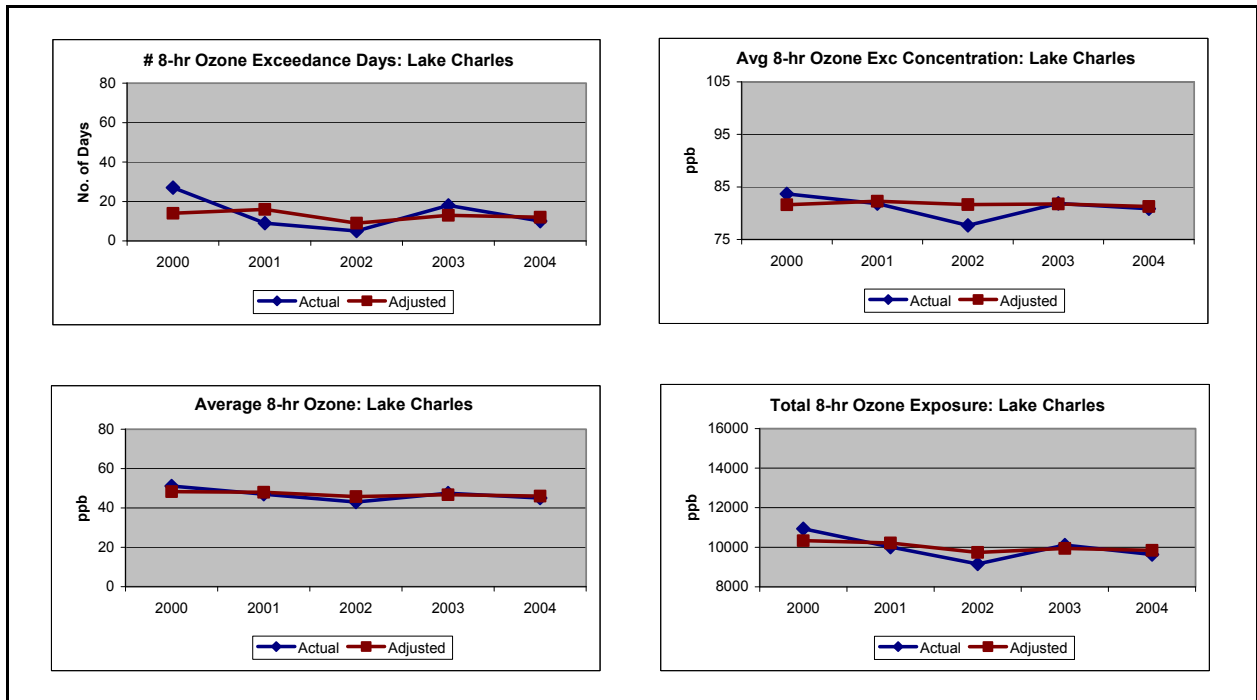 # 8-hr Ozone Exceedance Days: Lake Charles
80
60
40
20
0
No. of Days
2000 2001 2002 2003 2004
Actual Adjusted
Avg 8-hr Ozone Exc Concentration: Lake Charles
105
95
85
75
ppb
2000 2001 2002 2003 2004
Actual Adjusted
Average 8-hr Ozone: Lake Charles
80
60
40
20
0
ppb
2000 2001 2002 2003 2004
Actual Adjusted
Total 8-hr Ozone Exposure: Lake Charles
16000
14000
12000
10000
8000
ppb
2000 2001 2002 2003 2004
Actual Adjusted